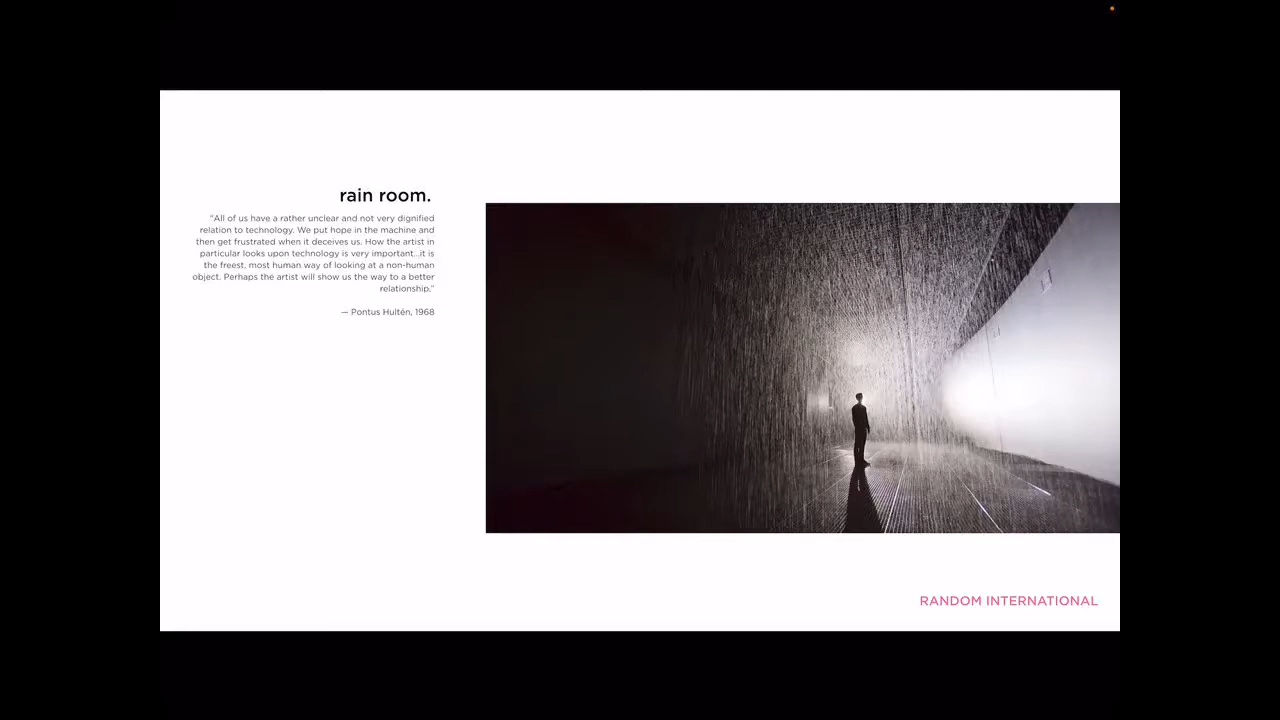 rain room.
"All of us have a rather unclear and not very dignified
relation to technology. We put hope in the machine and
then get frustrated when it deceives us. How the artist in
particular looks upon technology is very important...it is
the freest, most human way of looking at a non-human
object. Perhaps the artist will show us the way to a better
relationship."
— Pontus Hultén, 1968
RANDOM INTERNATIONAL